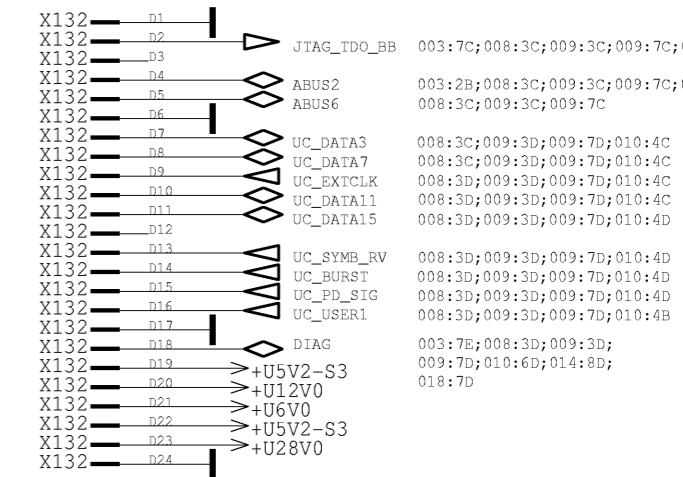 X132 D1
X132 D2 JTAG_TDO_BB 003:7C;008:3C;009:3C;009:7C;
X132 D3
X132 D4 ABUS2 003:2B;008:3C;009:3C;009:7C;
X132 D5 ABUS6 008:3C;009:3C;009:7C
X132 D6
X132 D7 UC_DATA3 008:3C;009:3D;009:7D;010:4C
X132 D8 UC_DATA7 008:3C;009:3D;009:7D;010:4C
X132 D9 UC_EXTCLK 008:3D;009:3D;009:7D;010:4C
X132 D10 UC_DATA11 008:3D;009:3D;009:7D;010:4C
X132 D11 UC_DATA15 008:3D;009:3D;009:7D;010:4D
X132 D12
X132 D13 UC_SYMB_RV 008:3D;009:3D;009:7D;010:4D
X132 D14 UC_BURST 008:3D;009:3D;009:7D;010:4D
X132 D15 UC_PD_SIG 008:3D;009:3D;009:7D;010:4D
X132 D16 UC_USER1 008:3D;009:3D;009:7D;010:4B
X132 D17
X132 D18 DIAG 003:7E;008:3D;009:3D;
009:7D;010:6D;014:8D;
018:7D
X132 D19 +U5V2-S3
X132 D20 +U12V0
X132 D21 +U6V0
X132 D22 +U5V2-S3
X132 D23 +U28V0
X132 D24